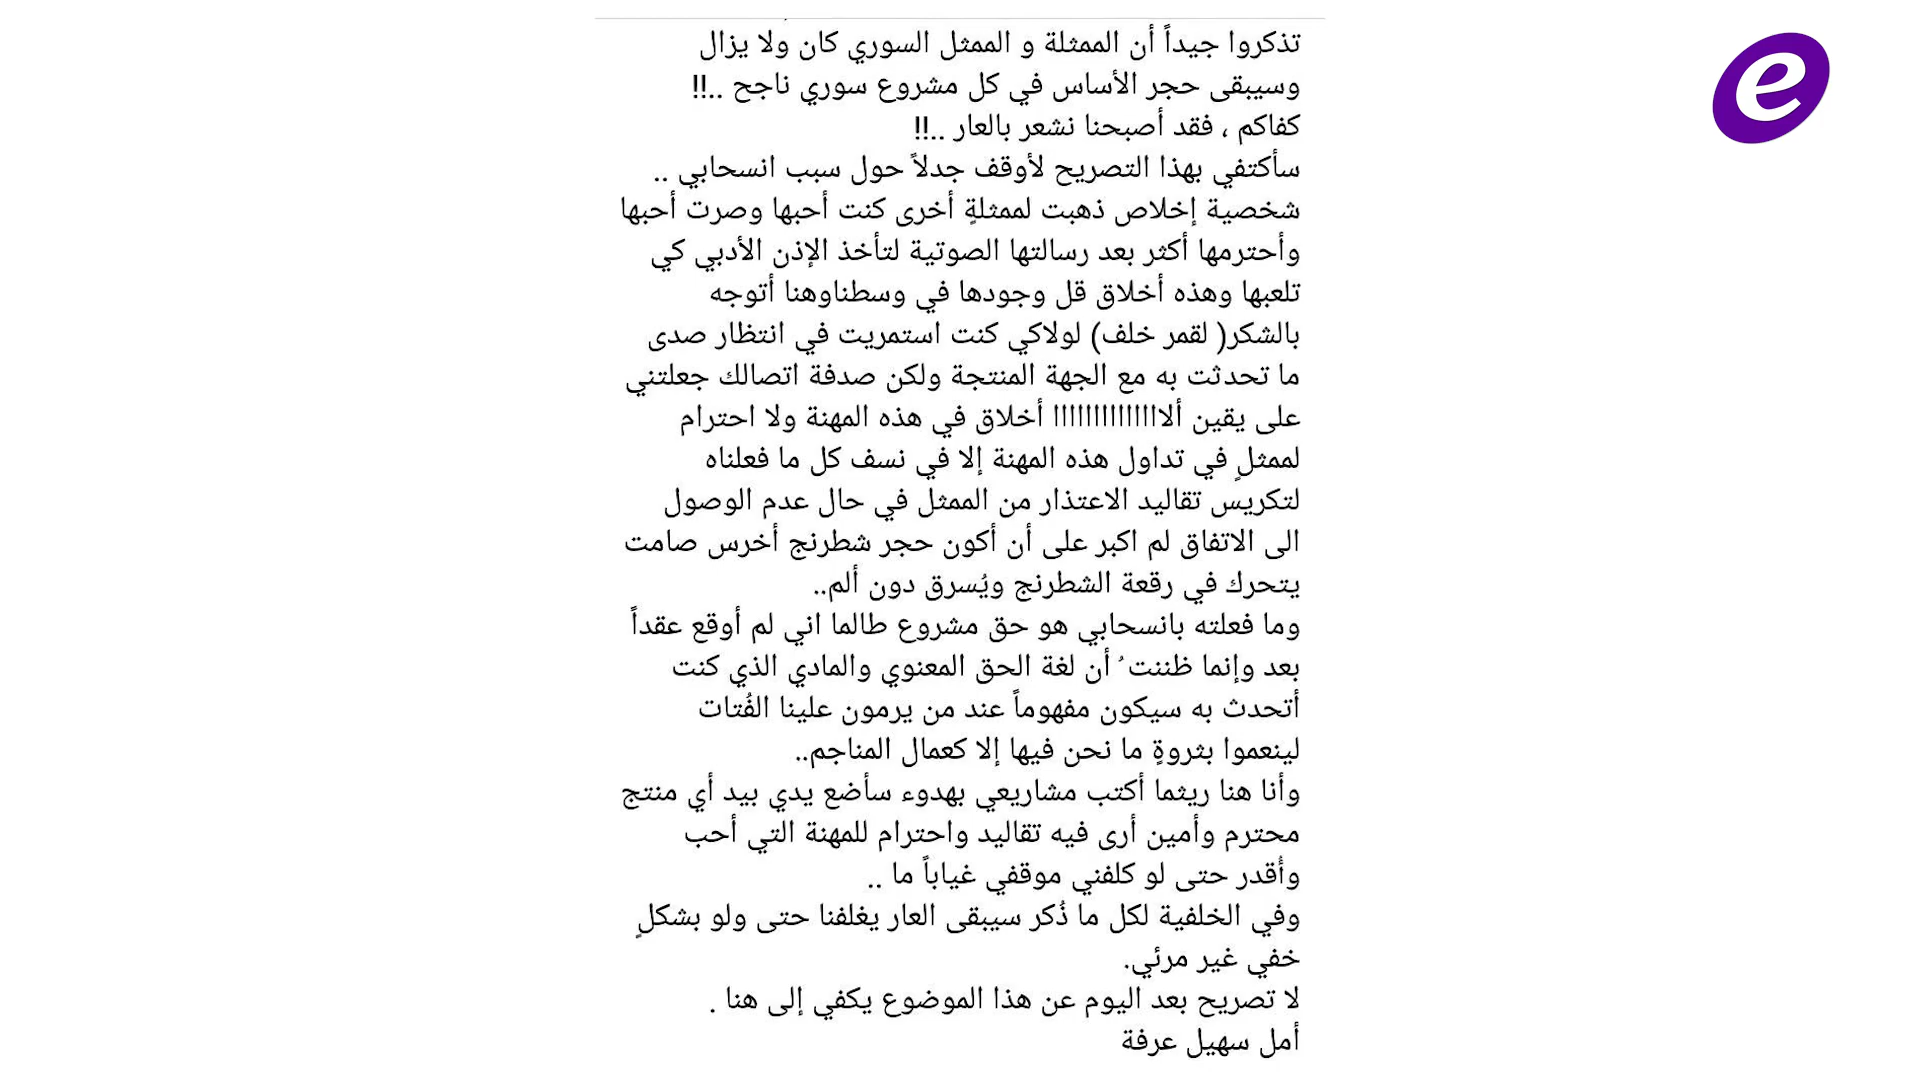 تذكروا جيداً أن الممثلة و الممثل السوري كان ولا يزال
وسيبقى حجر الأساس في كل مشروع سوري ناجح ..!!
كفاكم ، فقد أصبحنا نشعر بالعار ..!!
سأكتفي بهذا التصريح لأوقف جدلاً حول سبب انسحابي ..
شخصية إخلاص ذهبت لممثلةٍ أخرى كنت أحبها وصرت أحبها
وأحترمها أكثر بعد رسالتها الصوتية لتأخذ الإذن الأدبي كي
تلعبها وهذه أخلاق قل وجودها في وسطناوهنا أتوجه
بالشكر( لقمر خلف) لولاكي كنت استمريت في انتظار صدى
ما تحدثت به مع الجهة المنتجة ولكن صدفة اتصالك جعلتني
على يقين ألااااااااااااااا أخلاق في هذه المهنة ولا احترام
لممثلٍ في تداول هذه المهنة إلا في نسف كل ما فعلناه
لتكريس تقاليد الاعتذار من الممثل في حال عدم الوصول
الى الاتفاق لم اكبر على أن أكون حجر شطرنج أخرس صامت
يتحرك في رقعة الشطرنج ويُسرق دون ألم..
وما فعلته بانسحابي هو حق مشروع طالما اني لم أوقع عقداً
بعد وإنما ظننت ُ أن لغة الحق المعنوي والمادي الذي كنت
أتحدث به سيكون مفهوماً عند من يرمون علينا الفُتات
لينعموا بثروةٍ ما نحن فيها إلا كعمال المناجم..
وأنا هنا ريثما أكتب مشاريعي بهدوء سأضع يدي بيد أي منتج
محترم وأمين أرى فيه تقاليد واحترام للمهنة التي أحب
وأُقدر حتى لو كلفني موقفي غياباً ما ..
وفي الخلفية لكل ما ذُكر سيبقى العار يغلفنا حتى ولو بشكلٍ
خفي غير مرئي.
لا تصريح بعد اليوم عن هذا الموضوع يكفي إلى هنا .
أمل سهيل عرفة
e